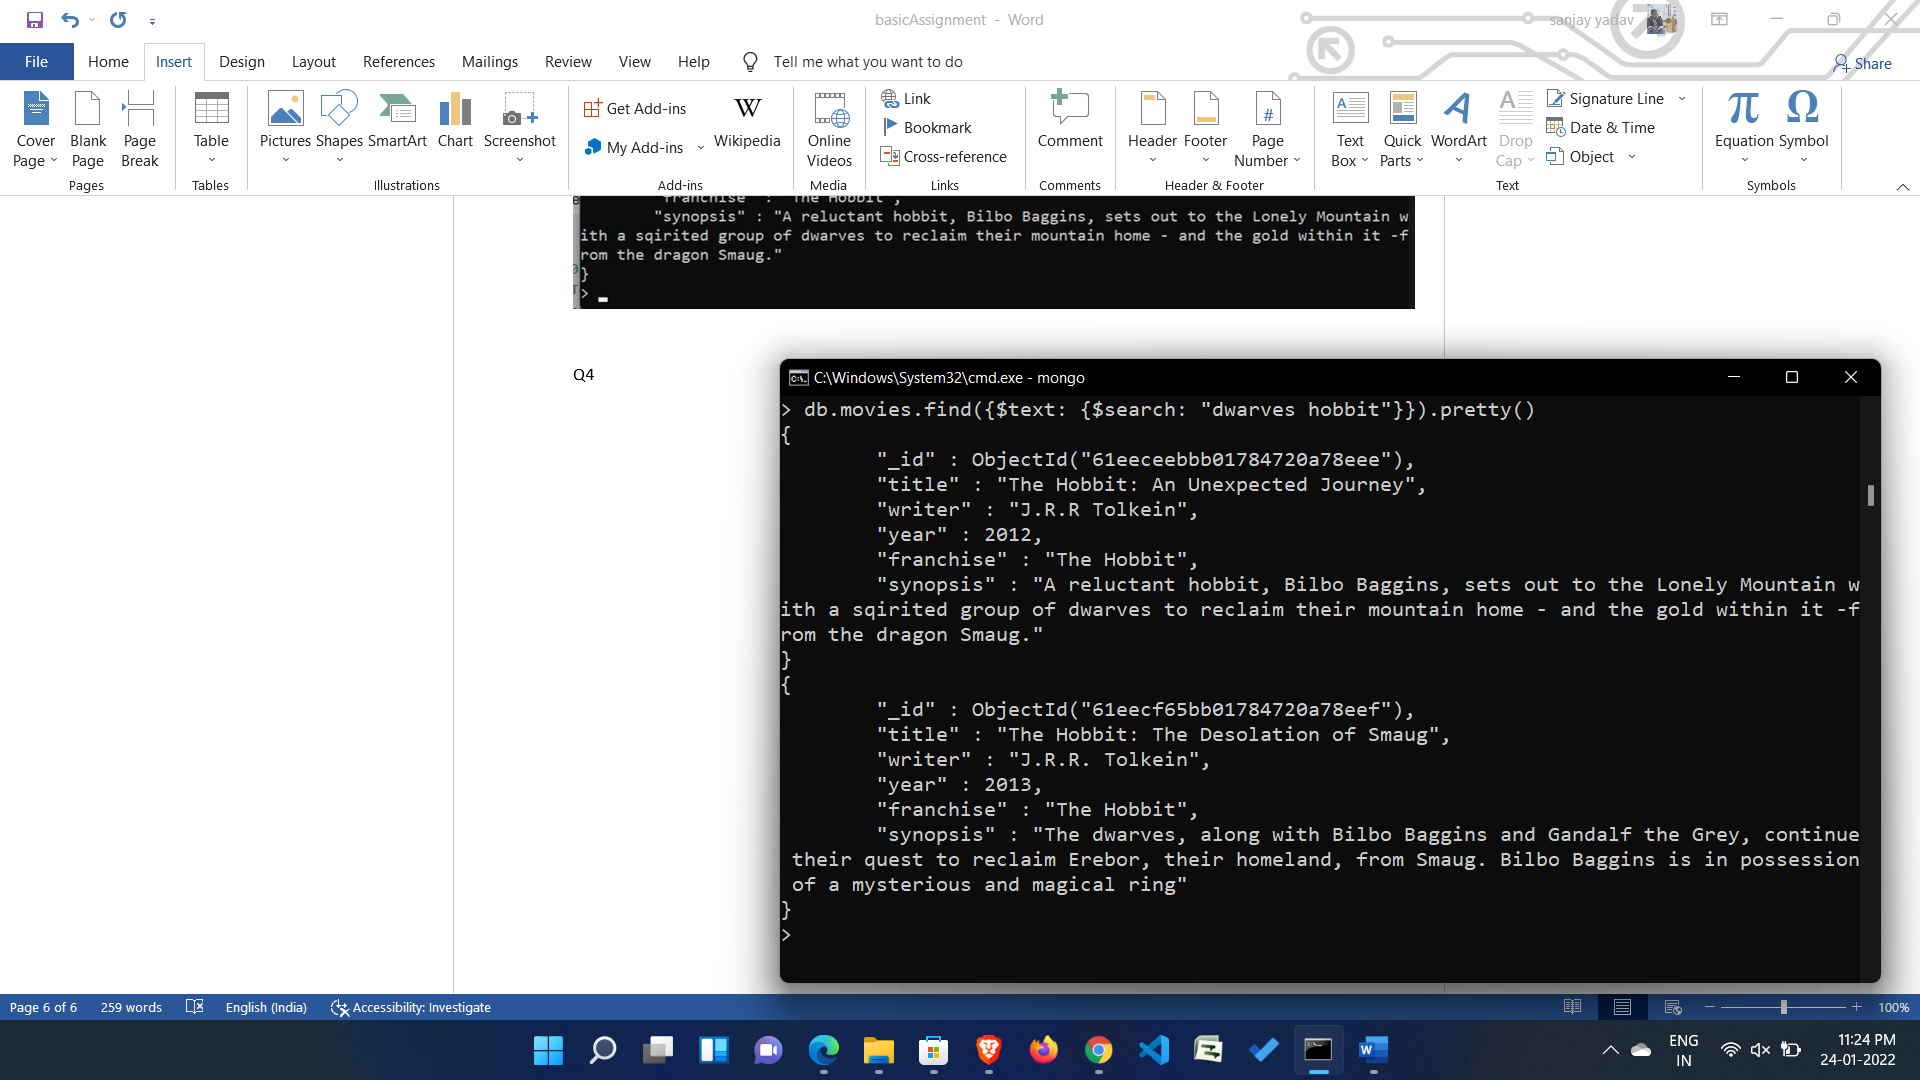 basicAssignment - Word
sanjay yadav
File Home Insert Design Layout References Mailings Review View Help Tell me what you want to do Share
Cover Page
Blank Page
Page Break
Pages
Table
Tables
Pictures
Shapes
SmartArt
Chart
Screenshot
Illustrations
Get Add-ins
My Add-ins
W
Wikipedia
Add-ins
Online Videos
Media
Link
Bookmark
Cross-reference
Links
Comment
Comments
Header
Footer
Page Number
Header & Footer
Text Box
Quick Parts
WordArt
Drop Cap
Signature Line
Date & Time
Object
Text
Equation
Symbol
Symbols
"franchise" : "The Hobbit",
"synopsis" : "A reluctant hobbit, Bilbo Baggins, sets out to the Lonely Mountain w
ith a sqirited group of dwarves to reclaim their mountain home - and the gold within it -f
rom the dragon Smaug."
}
>
Q4
C:\Windows\System32\cmd.exe - mongo
> db.movies.find({$text: {$search: "dwarves hobbit"}}).pretty()
{
"_id" : ObjectId("61eeceebbb01784720a78eee"),
"title" : "The Hobbit: An Unexpected Journey",
"writer" : "J.R.R Tolkein",
"year" : 2012,
"franchise" : "The Hobbit",
"synopsis" : "A reluctant hobbit, Bilbo Baggins, sets out to the Lonely Mountain w
ith a sqirited group of dwarves to reclaim their mountain home - and the gold within it -f
rom the dragon Smaug."
}
{
"_id" : ObjectId("61eecf65bb01784720a78eef"),
"title" : "The Hobbit: The Desolation of Smaug",
"writer" : "J.R.R. Tolkein",
"year" : 2013,
"franchise" : "The Hobbit",
"synopsis" : "The dwarves, along with Bilbo Baggins and Gandalf the Grey, continue
their quest to reclaim Erebor, their homeland, from Smaug. Bilbo Baggins is in possession
of a mysterious and magical ring"
}
>
Page 6 of 6 259 words English (India) Accessibility: Investigate 100%
ENG
IN
11:24 PM
24-01-2022